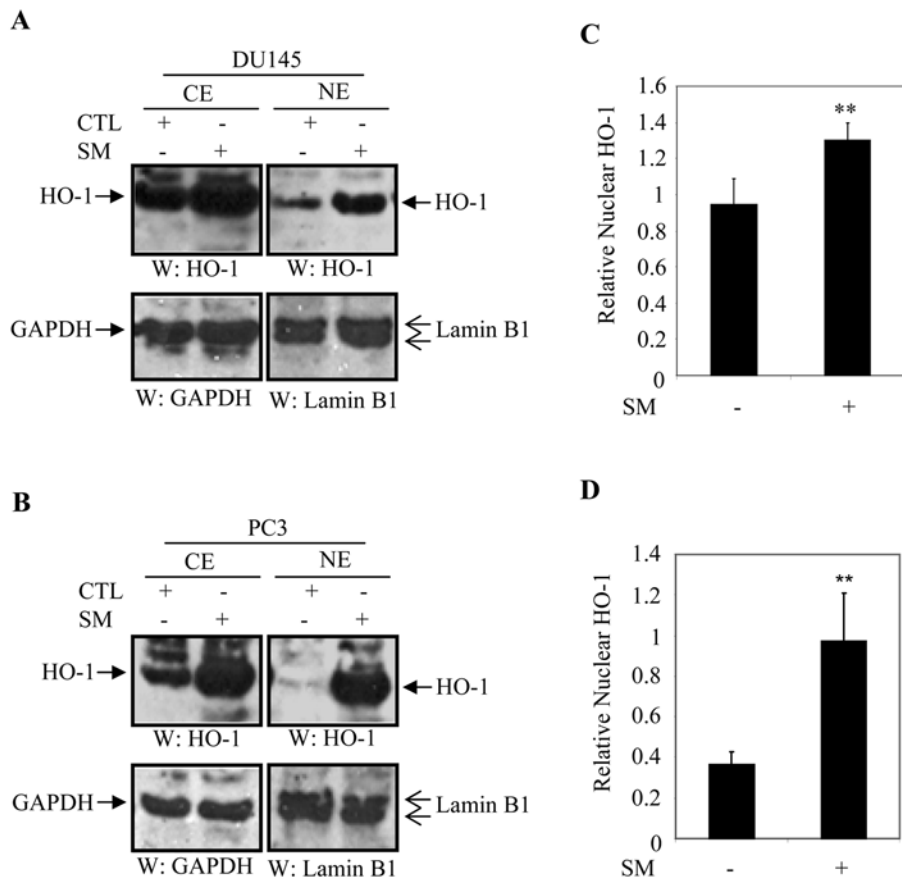 A
DU145
CE NE
CTL + - + -
SM - + - +
HO-1 HO-1
W: HO-1 W: HO-1
GAPDH Lamin B1
W: GAPDH W: Lamin B1
B
PC3
CE NE
CTL + - + -
SM - + - +
HO-1 HO-1
W: HO-1 W: HO-1
GAPDH Lamin B1
W: GAPDH W: Lamin B1
C
Relative Nuclear HO-1
1.6
1.4
1.2
1
0.8
0.6
0.4
0.2
0
**
SM - +
D
Relative Nuclear HO-1
1.4
1.2
1
0.8
0.6
0.4
0.2
0
**
SM - +